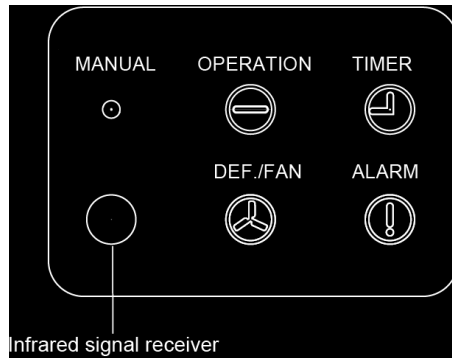 MANUAL OPERATION TIMER
DEF./FAN ALARM
Infrared signal receiver